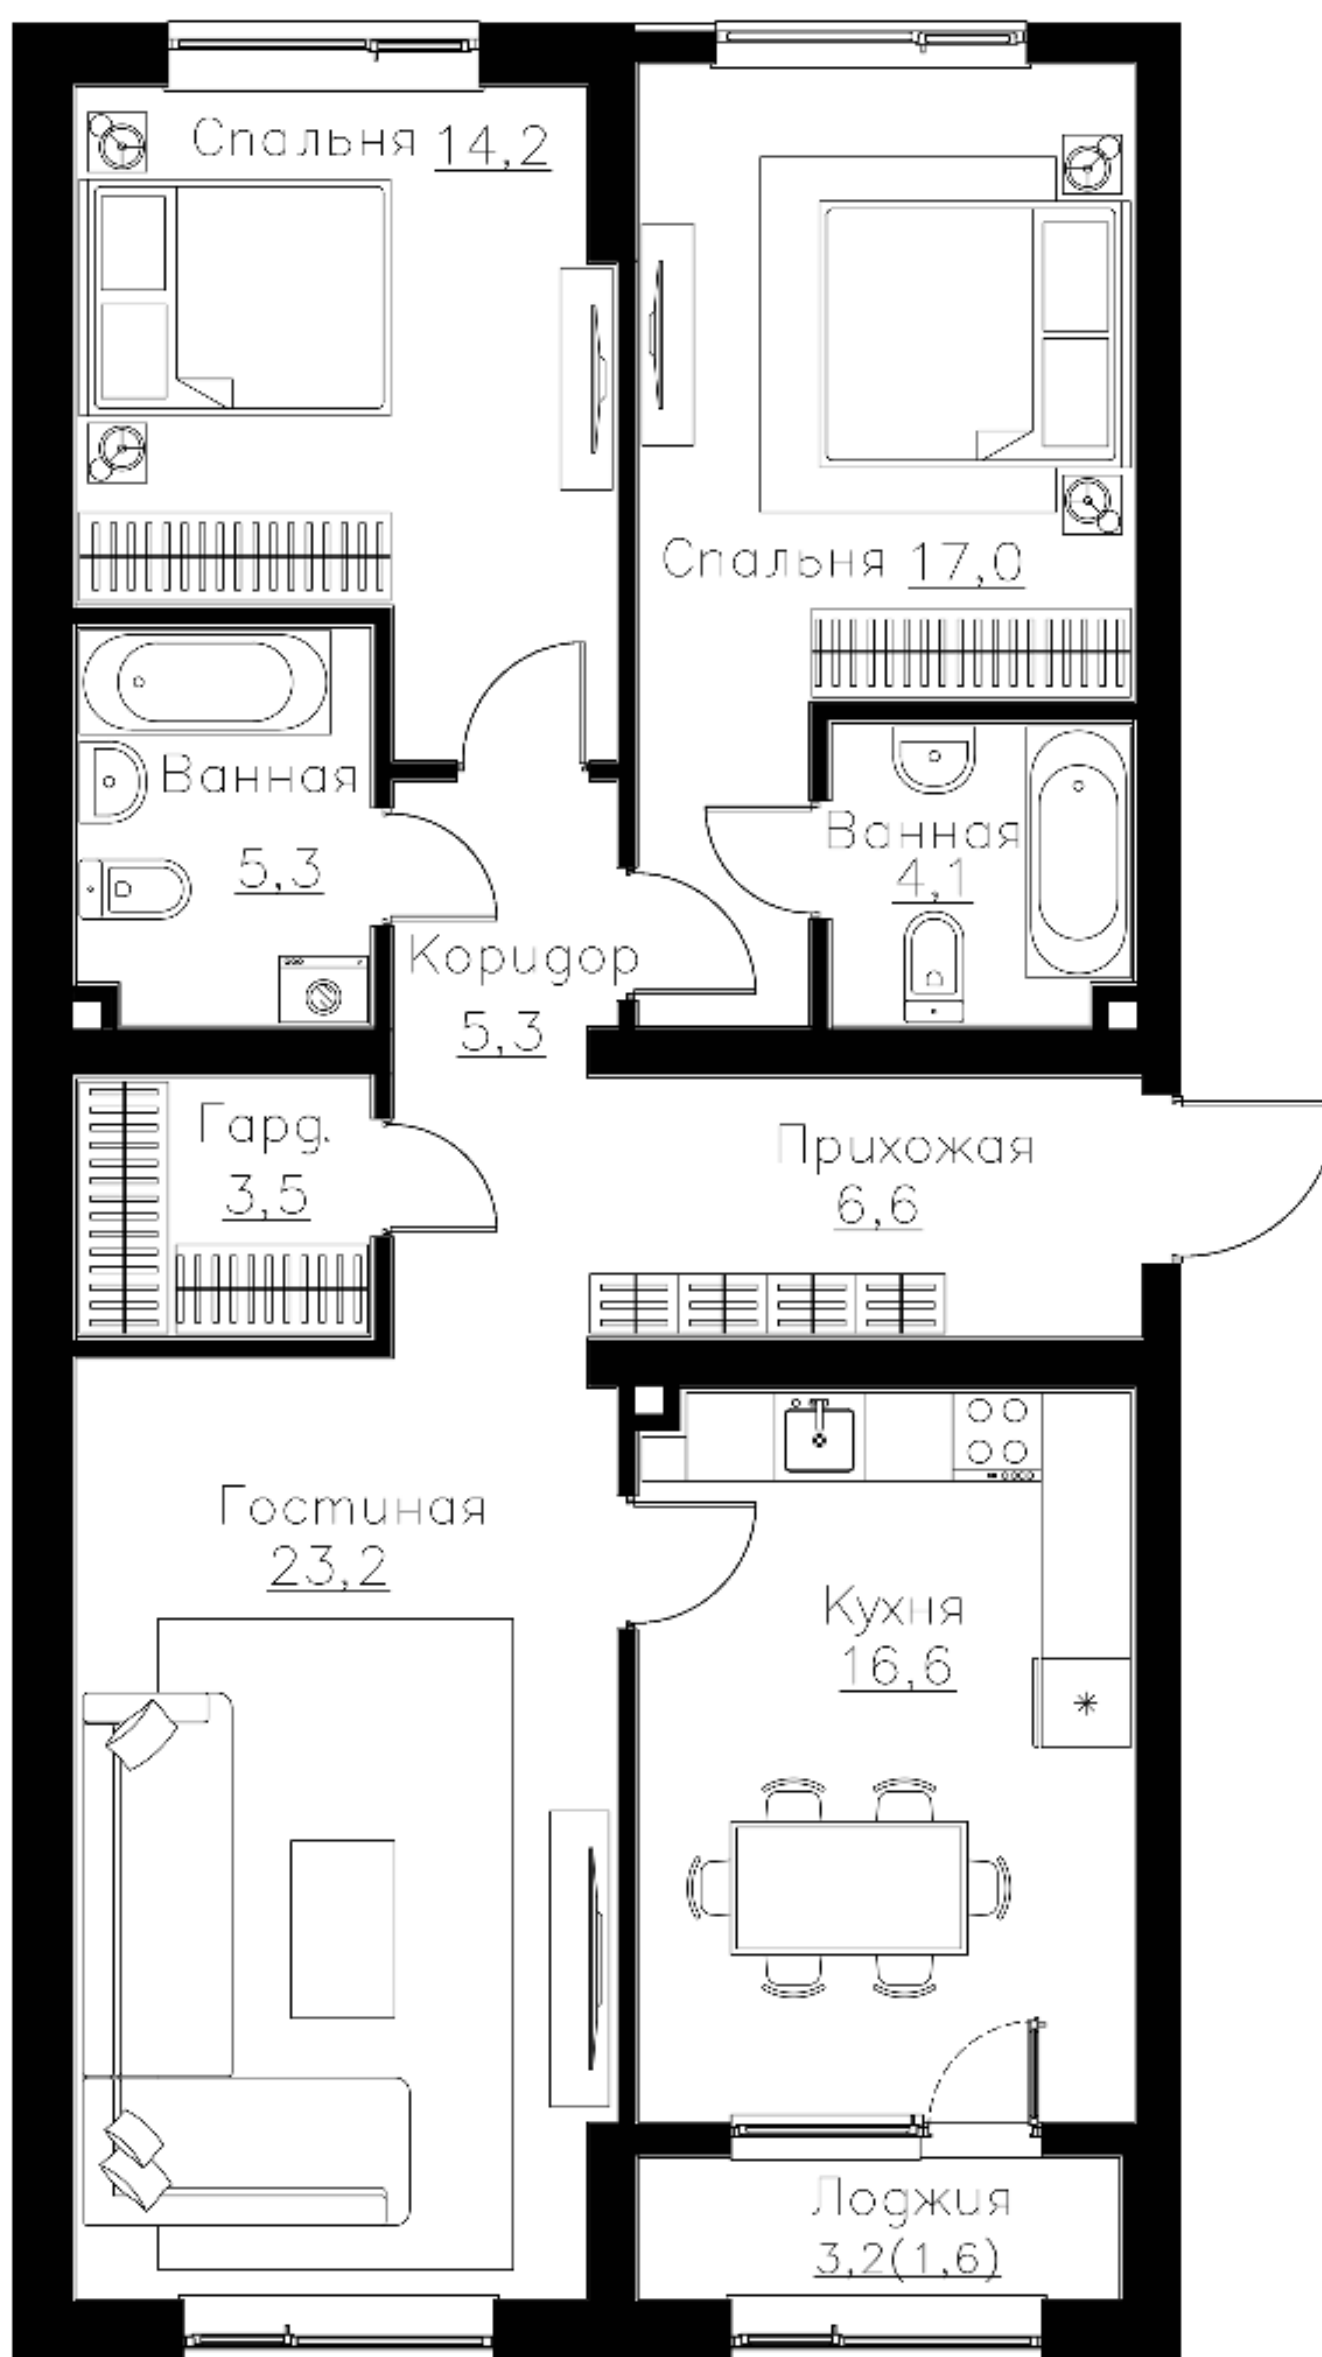 Спальня 14,2
Спальня 17,0
Ванная
5,3
Ванная
4,1
Коридор
5,3
Гард.
3,5
Прихожая
6,6
Гостиная
23,2
Кухня
16,6
Лоджия
3,2(1,6)